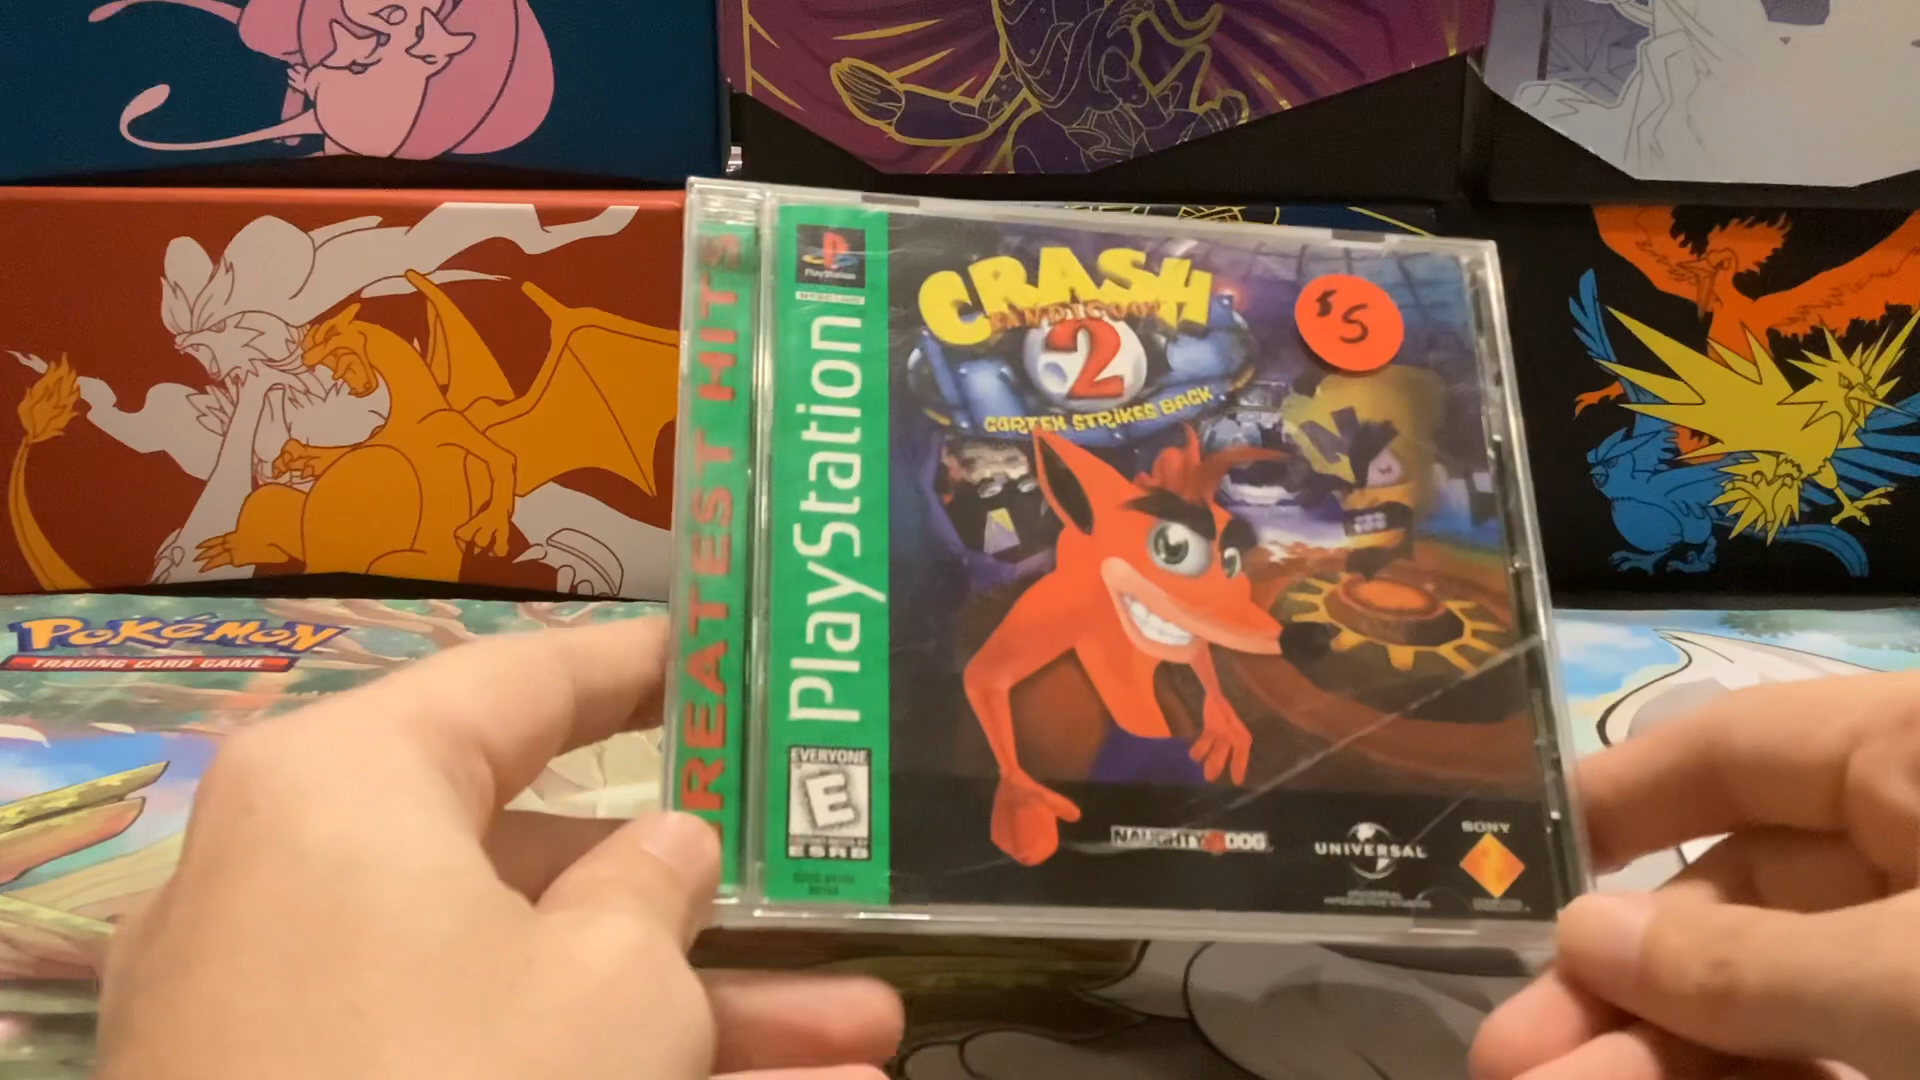 GREATEST HITS
PlayStation
PlayStation
CRASH
BANDICOOT
2
CORTEX STRIKES BACK
$5
EVERYONE
E
ESRB
NAUGHTY DOG
UNIVERSAL
SONY
POKéMON
TRADING CARD GAME